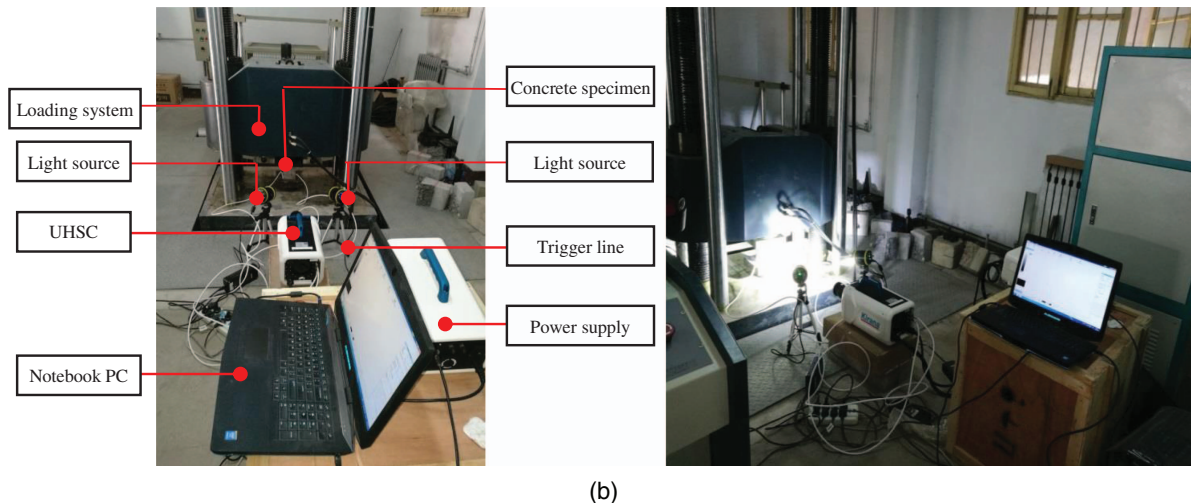 Loading system
Concrete specimen
Light source
Light source
UHSC
Trigger line
Power supply
Notebook PC
(b)